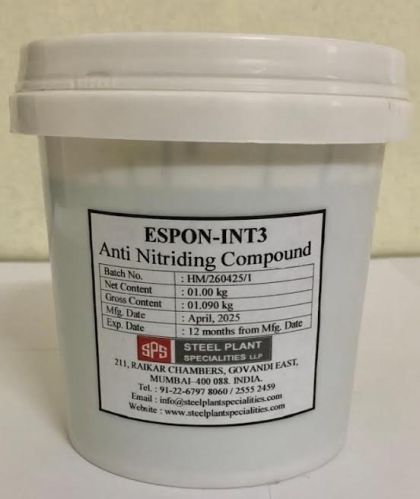 ESPON-INT3
Anti Nitriding Compound
Batch No. : HM/260425/1
Net Content : 01.00 kg
Gross Content : 01.090 kg
Mfg. Date : April, 2025
Exp. Date : 12 months from Mfg. Date
SPS STEEL PLANT
SPECIALITIES LLP
211, RAIKAR CHAMBERS, GOVANDI EAST,
MUMBAI-400 088. INDIA.
Tel. : 91-22-6797 8060 / 2555 2459
Email : info@steelplantspecialities.com
Website : www.steelplantspecialities.com